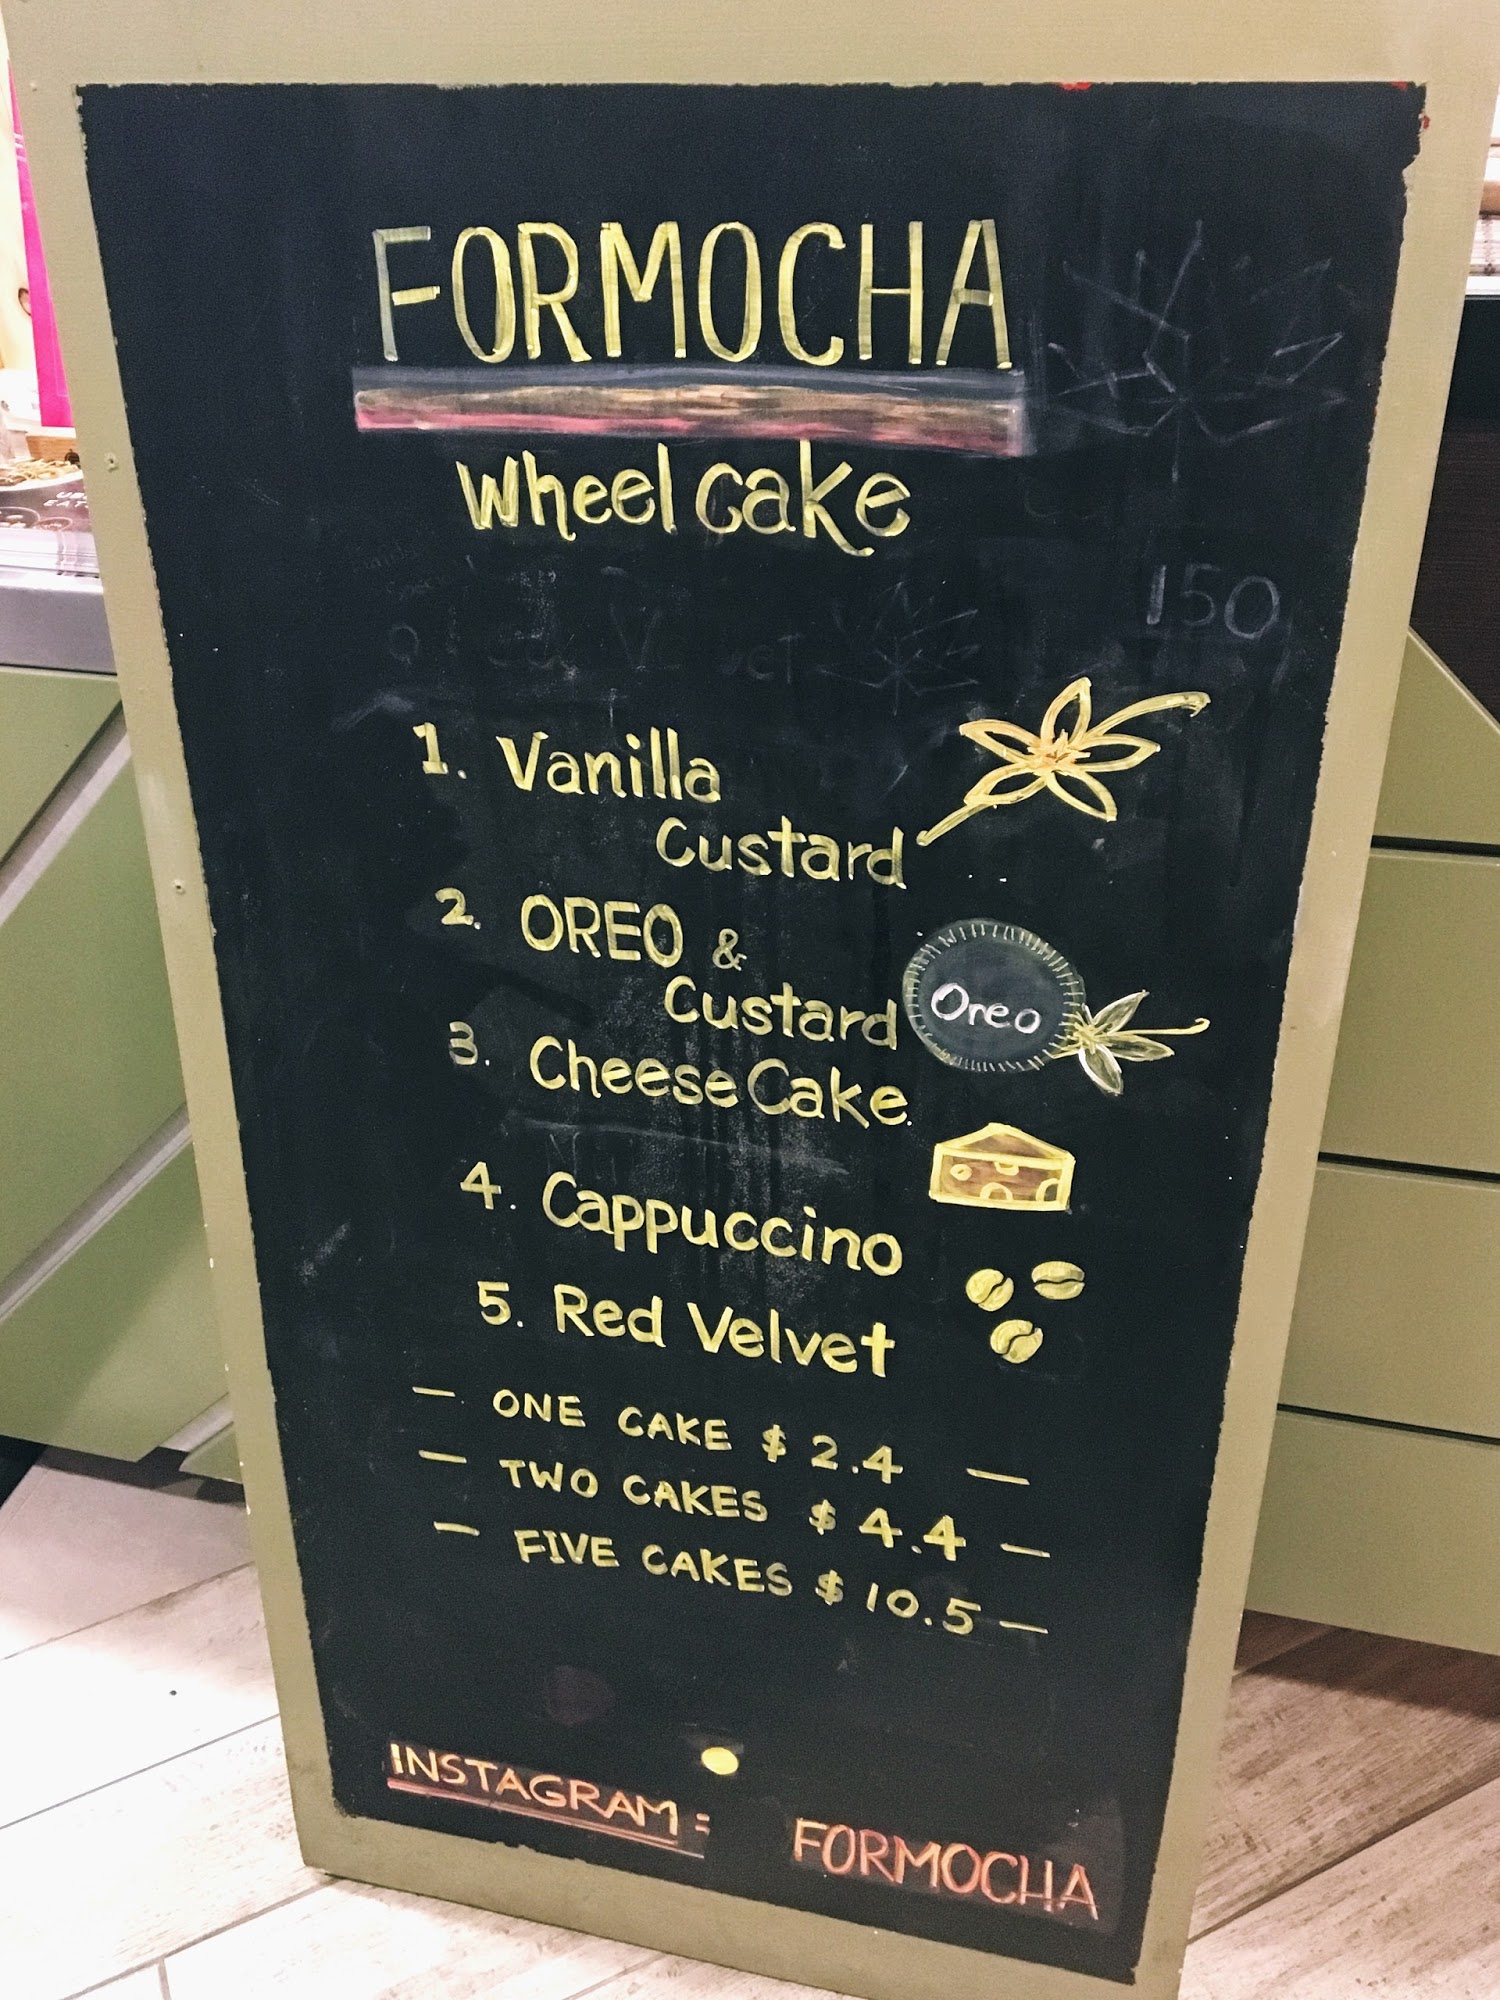 FORMOCHA
Wheel cake
150
1. Vanilla
Custard
2. OREO &
Custard
Oreo
3. Cheese Cake.
4. Cappuccino
5. Red Velvet
— ONE CAKE $ 2.4 —
— TWO CAKES $ 4.4 —
— FIVE CAKES $ 10.5 —
INSTAGRAM :
FORMOCHA